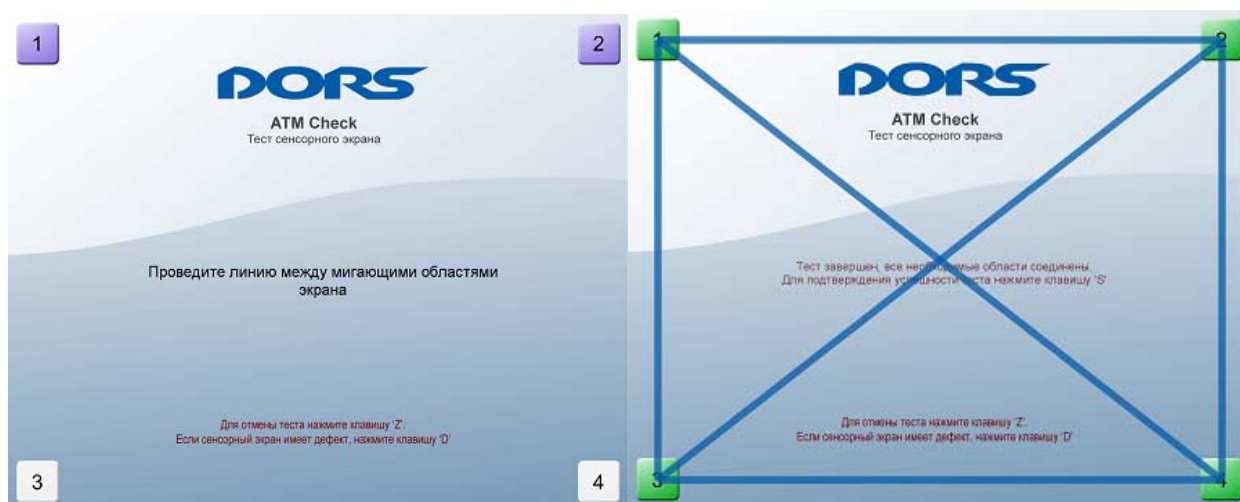 1
2
DORS
ATM Check
Тест сенсорного экрана
Проведите линию между мигающими областями
экрана
Для отмены теста нажмите клавишу 'Z'.
Если сенсорный экран имеет дефект, нажмите клавишу 'D'
3
4
1
2
DORS
ATM Check
Тест сенсорного экрана
Тест завершен, все необходимые области соединены.
Для подтверждения успешности теста нажмите клавишу 'S'
Для отмены теста нажмите клавишу 'Z'.
Если сенсорный экран имеет дефект, нажмите клавишу 'D'
3
4